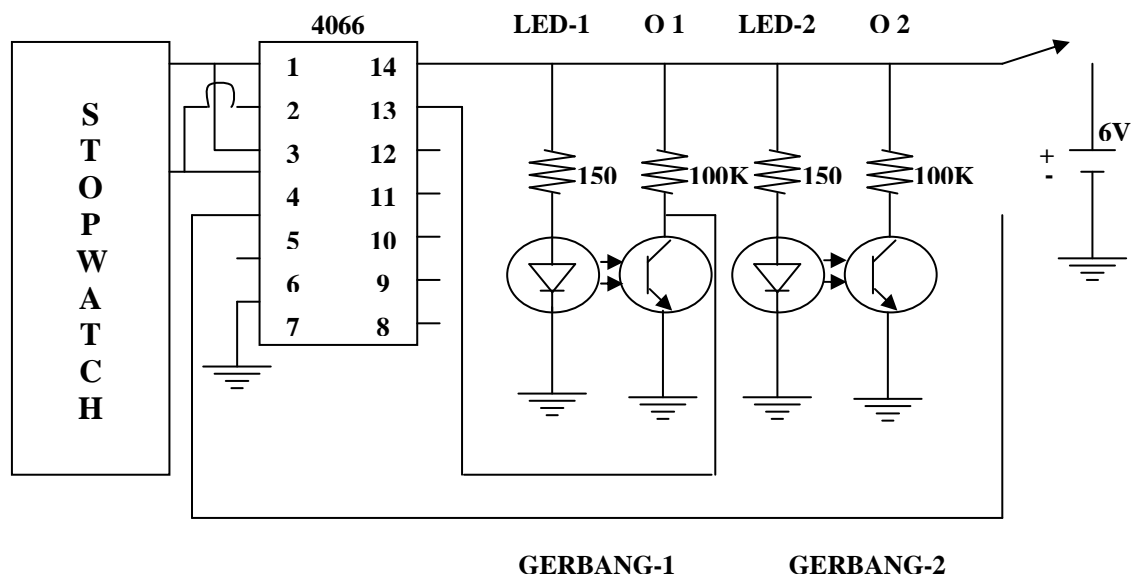 4066 LED-1 O 1 LED-2 O 2
STOPWATCH
1 14
2 13
3 12
4 11
5 10
6 9
7 8
150 100K 150 100K
6V
+
-
GERBANG-1 GERBANG-2